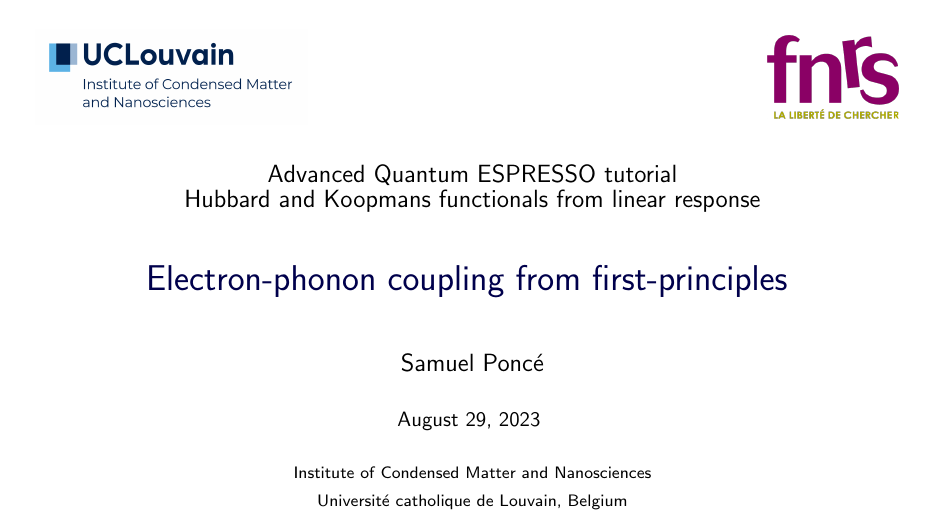 UCLouvain
Institute of Condensed Matter
and Nanosciences
fnrs
LA LIBERTÉ DE CHERCHER
Advanced Quantum ESPRESSO tutorial
Hubbard and Koopmans functionals from linear response
Electron-phonon coupling from first-principles
Samuel Poncé
August 29, 2023
Institute of Condensed Matter and Nanosciences
Université catholique de Louvain, Belgium